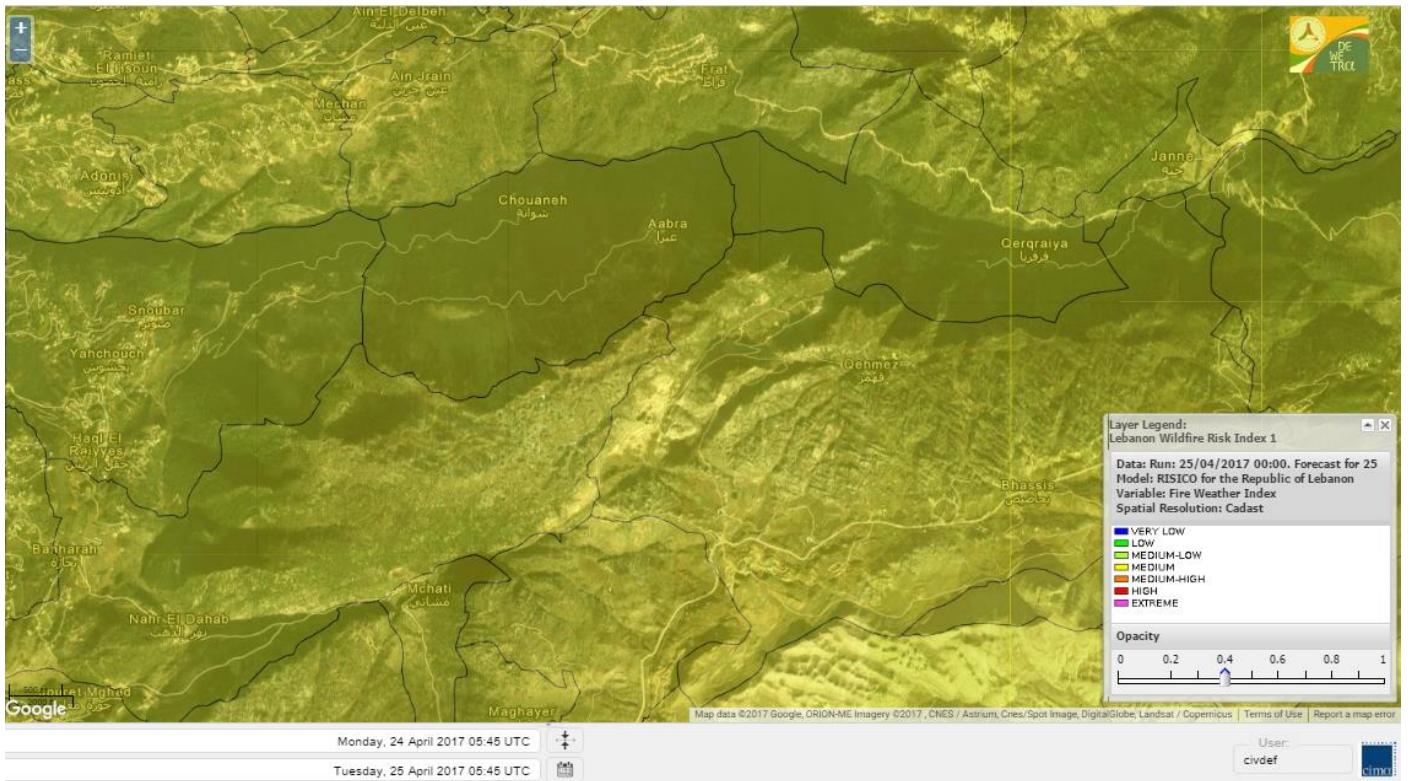 +
−
Ain El Delbeh
عين الدلبة
Ramiet
El Hsoun
Ain Jrain
عين جرين
Frat
فراط
Mechan
مشان
DE
WE
TRa
Janne
جنة
Adonis
أدونيس
Chouaneh
شوانة
Aabra
عبرا
Qerqraiya
قرقريا
Snoubar
صنوبر
Yahchouch
يحشوش
Qehmez
قهمز
Haql El
Raiyyes
حقل الريس
Bhassis
بحاصيص
Mchati
مشاتي
Nahr El Dahab
نهر الذهب
Maghayer
Google
Layer Legend:
Lebanon Wildfire Risk Index 1
Data: Run: 25/04/2017 00:00. Forecast for 25
Model: RISICO for the Republic of Lebanon
Variable: Fire Weather Index
Spatial Resolution: Cadast
VERY LOW
LOW
MEDIUM-LOW
MEDIUM
MEDIUM-HIGH
HIGH
EXTREME
Opacity
0 0.2 0.4 0.6 0.8 1
Map data ©2017 Google, ORION-ME Imagery ©2017 , CNES / Astrium, Cnes/Spot Image, DigitalGlobe, Landsat / Copernicus Terms of Use Report a map error
Monday, 24 April 2017 05:45 UTC
Tuesday, 25 April 2017 05:45 UTC
User:
civdef
cima